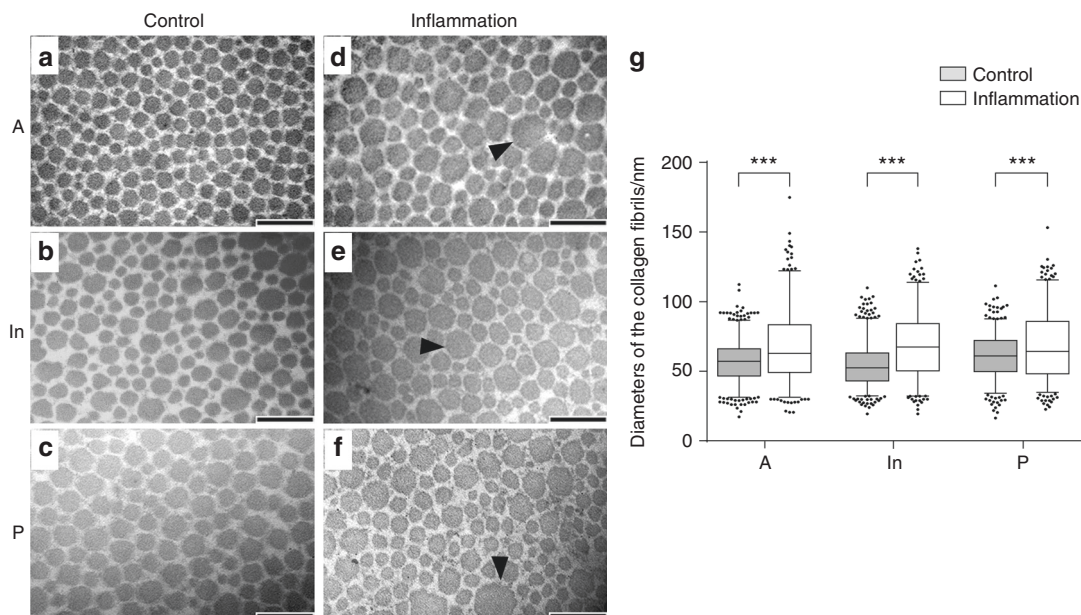 Control Inflammation
a d
A
b e
In
c f
P
g
Control
Inflammation
Diameters of the collagen fibrils/nm
200
150
100
50
0
*** *** ***
A In P